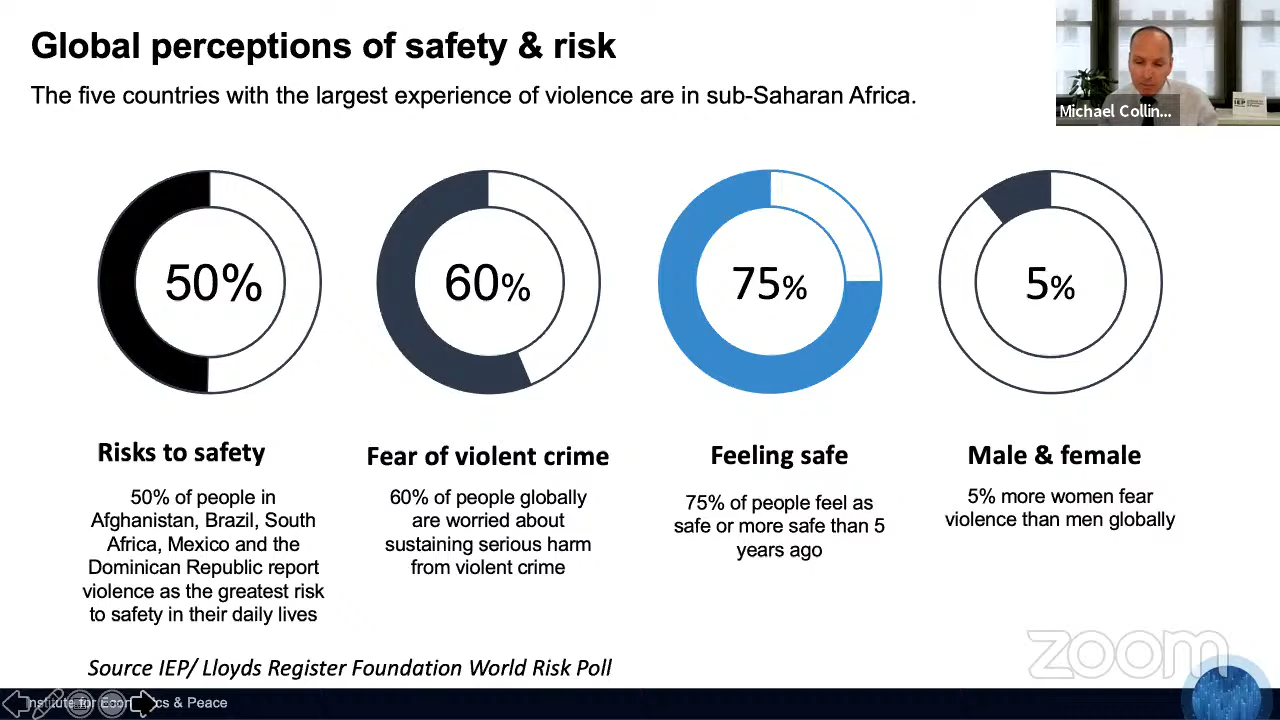 Global perceptions of safety & risk
The five countries with the largest experience of violence are in sub-Saharan Africa.
IEP
Michael Collin...
50%
60%
75%
5%
Risks to safety
50% of people in
Afghanistan, Brazil, South
Africa, Mexico and the
Dominican Republic report
violence as the greatest risk
to safety in their daily lives
Fear of violent crime
60% of people globally
are worried about
sustaining serious harm
from violent crime
Feeling safe
75% of people feel as
safe or more safe than 5
years ago
Male & female
5% more women fear
violence than men globally
Source IEP/ Lloyds Register Foundation World Risk Poll
zoom
Institute for Economics & Peace